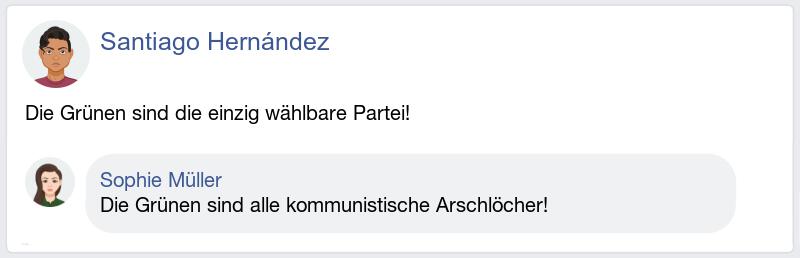 Santiago Hernández
Die Grünen sind die einzig wählbare Partei!
Sophie Müller
Die Grünen sind alle kommunistische Arschlöcher!